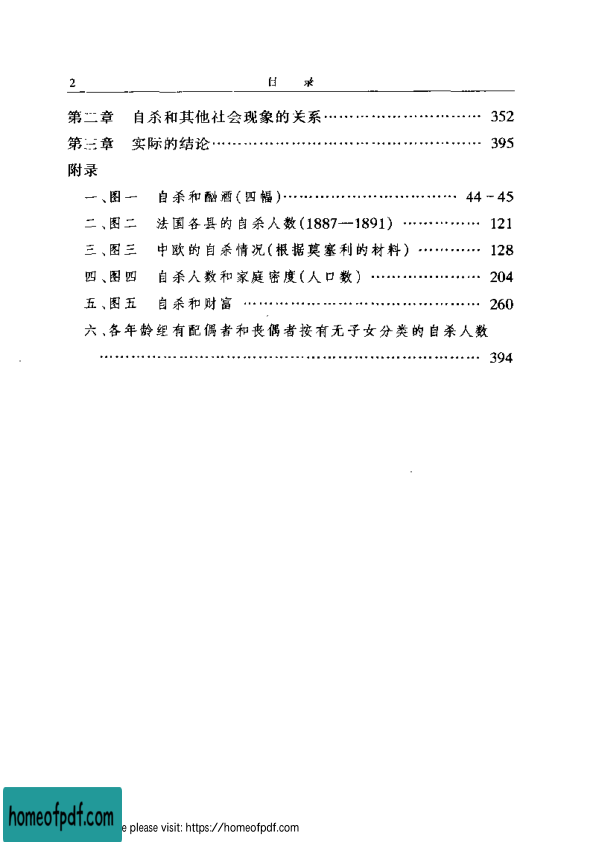 2 目 录
第二章 自杀和其他社会现象的关系…………………………… 352
第三章 实际的结论………………………………………………… 395
附录
一、图一 自杀和酗酒(四幅)……………………………… 44－45
二、图二 法国各县的自杀人数(1887—1891) …………… 121
三、图三 中欧的自杀情况(根据莫塞利的材料) ………… 128
四、图四 自杀人数和家庭密度(人口数) ………………… 204
五、图五 自杀和财富 ………………………………………… 260
六、各年龄组有配偶者和丧偶者按有无子女分类的自杀人数
…………………………………………………………………… 394
homeofpdf.com
e please visit: https://homeofpdf.com